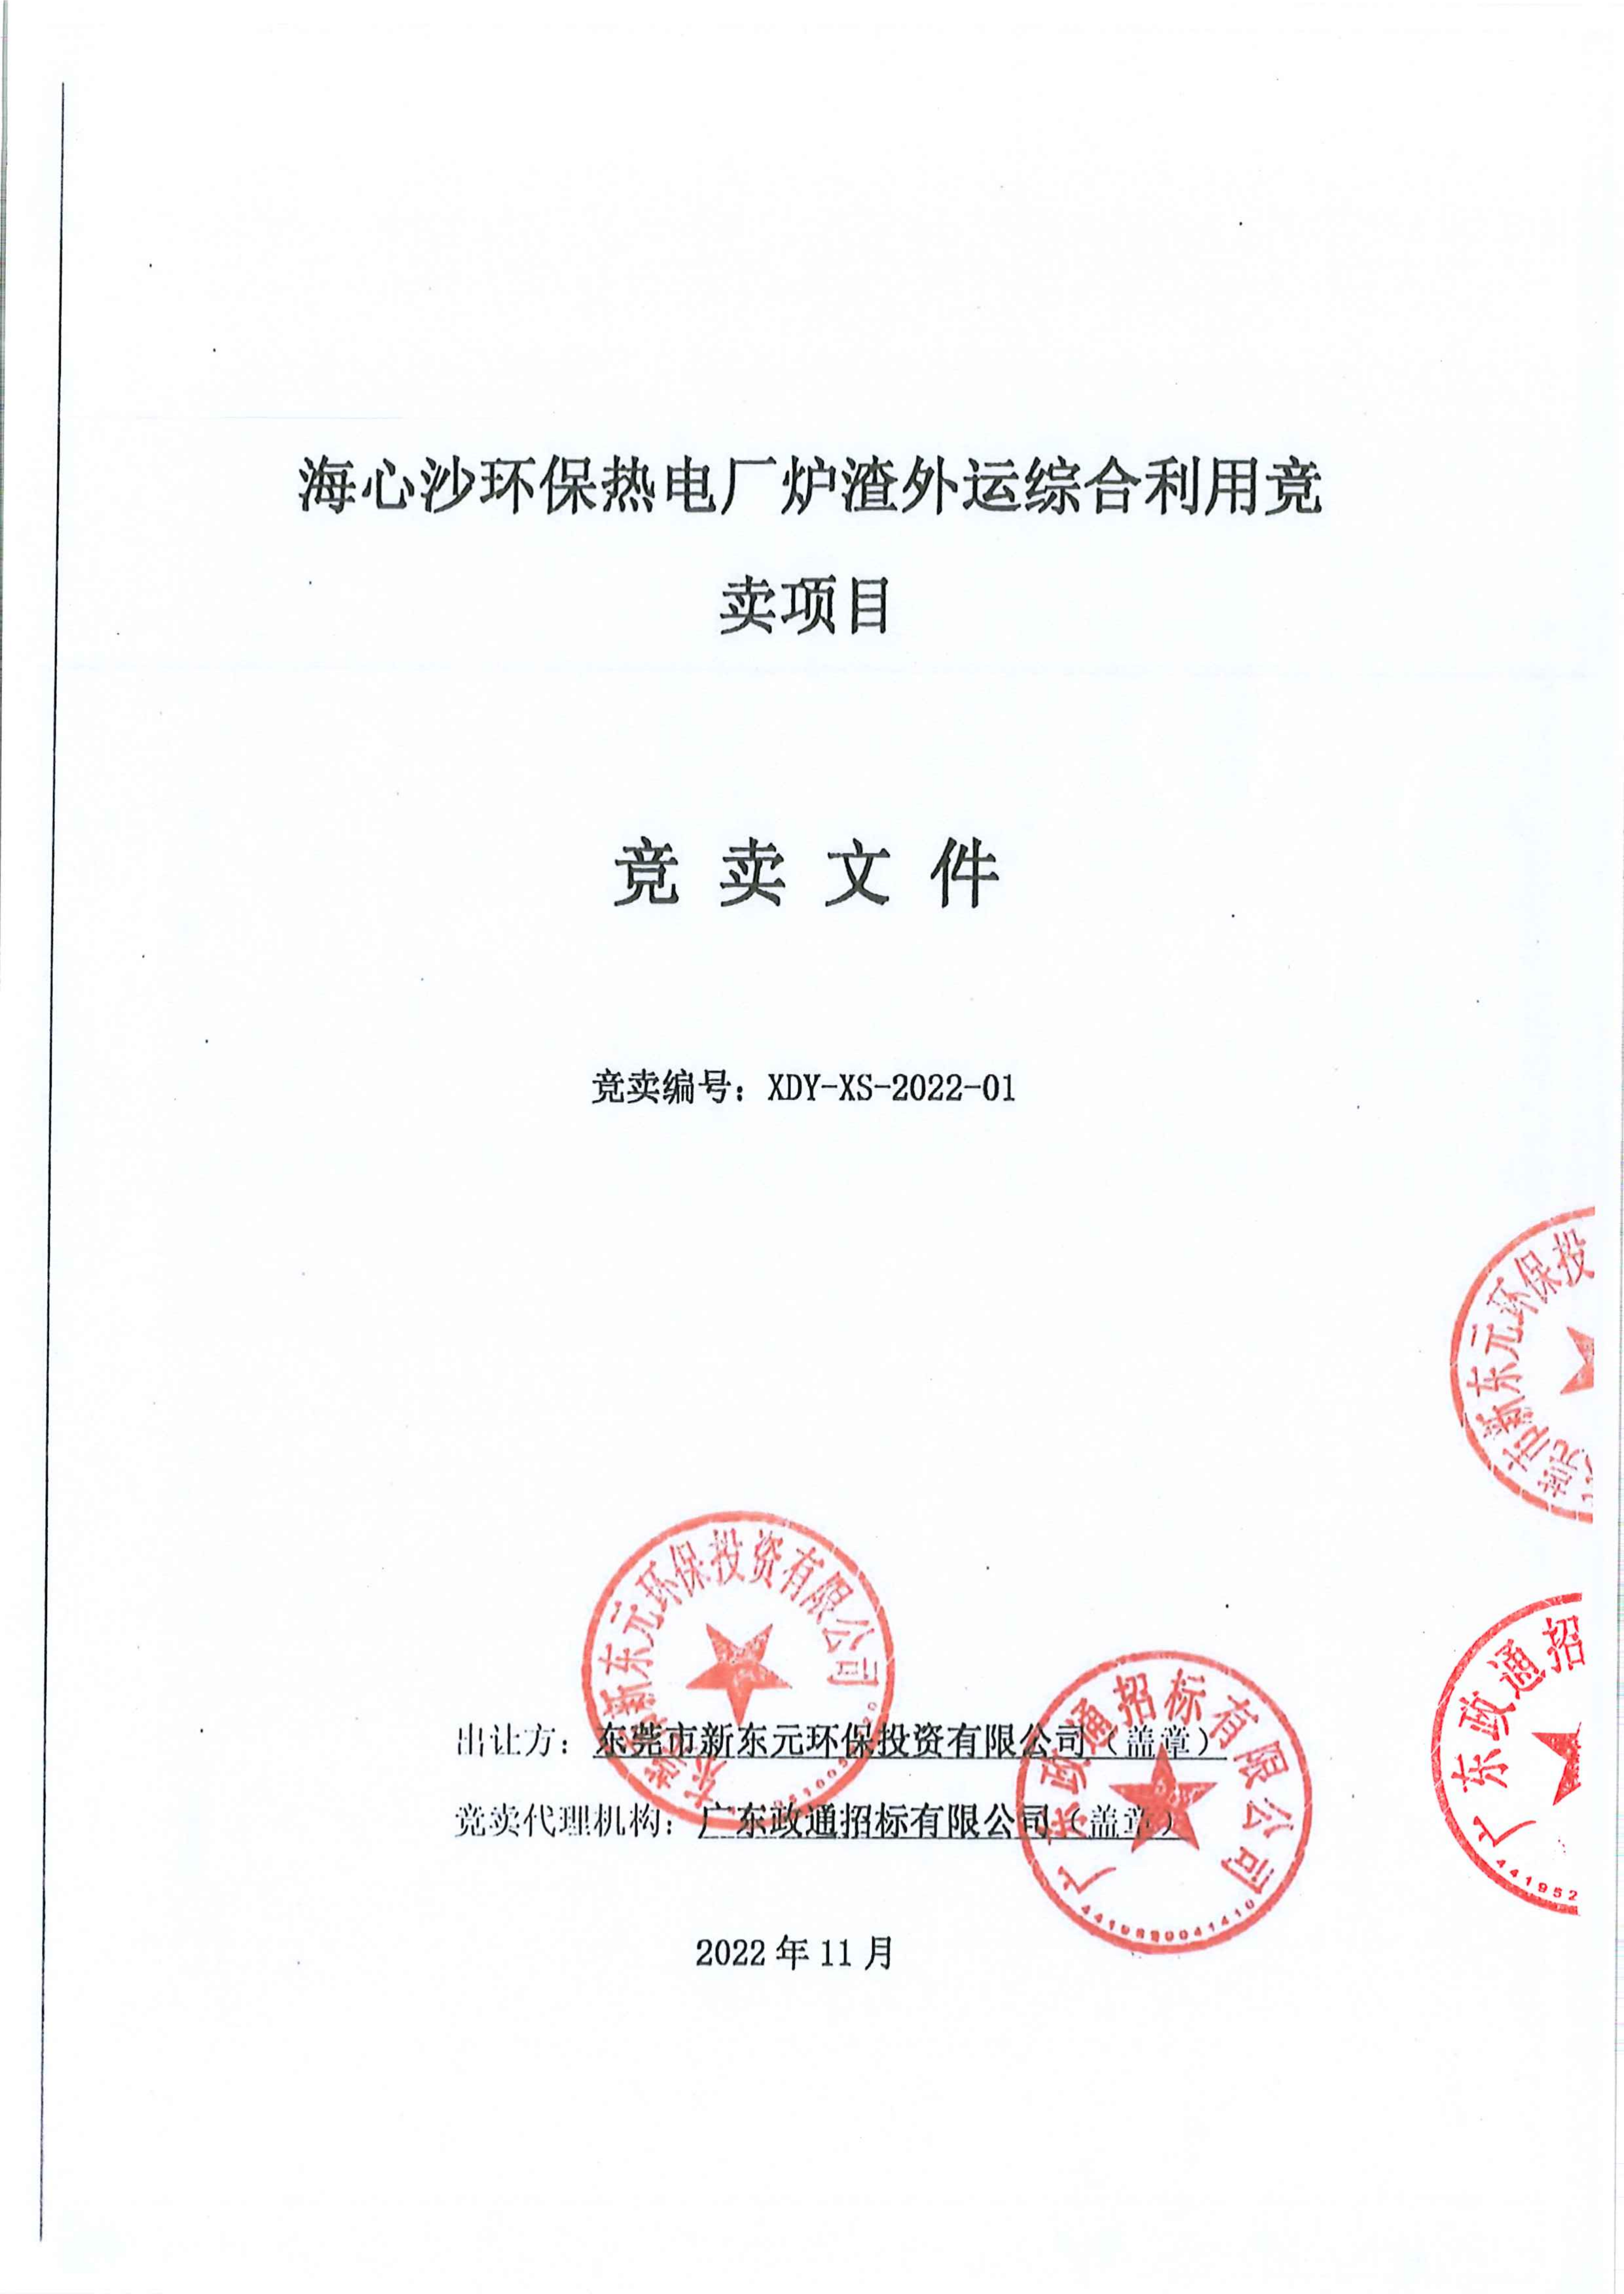 海心沙环保热电厂炉渣外运综合利用竞
卖项目
竞卖文件
竞卖编号：XDY-XS-2022-01
东莞市新东元环保投资有限公司
出让方：东莞市新东元环保投资有限公司（盖章）
竞卖代理机构：广东政通招标有限公司（盖章）
广东政通招标有限公司
2022年11月
莞市新东元环保投
广东政通招
441952